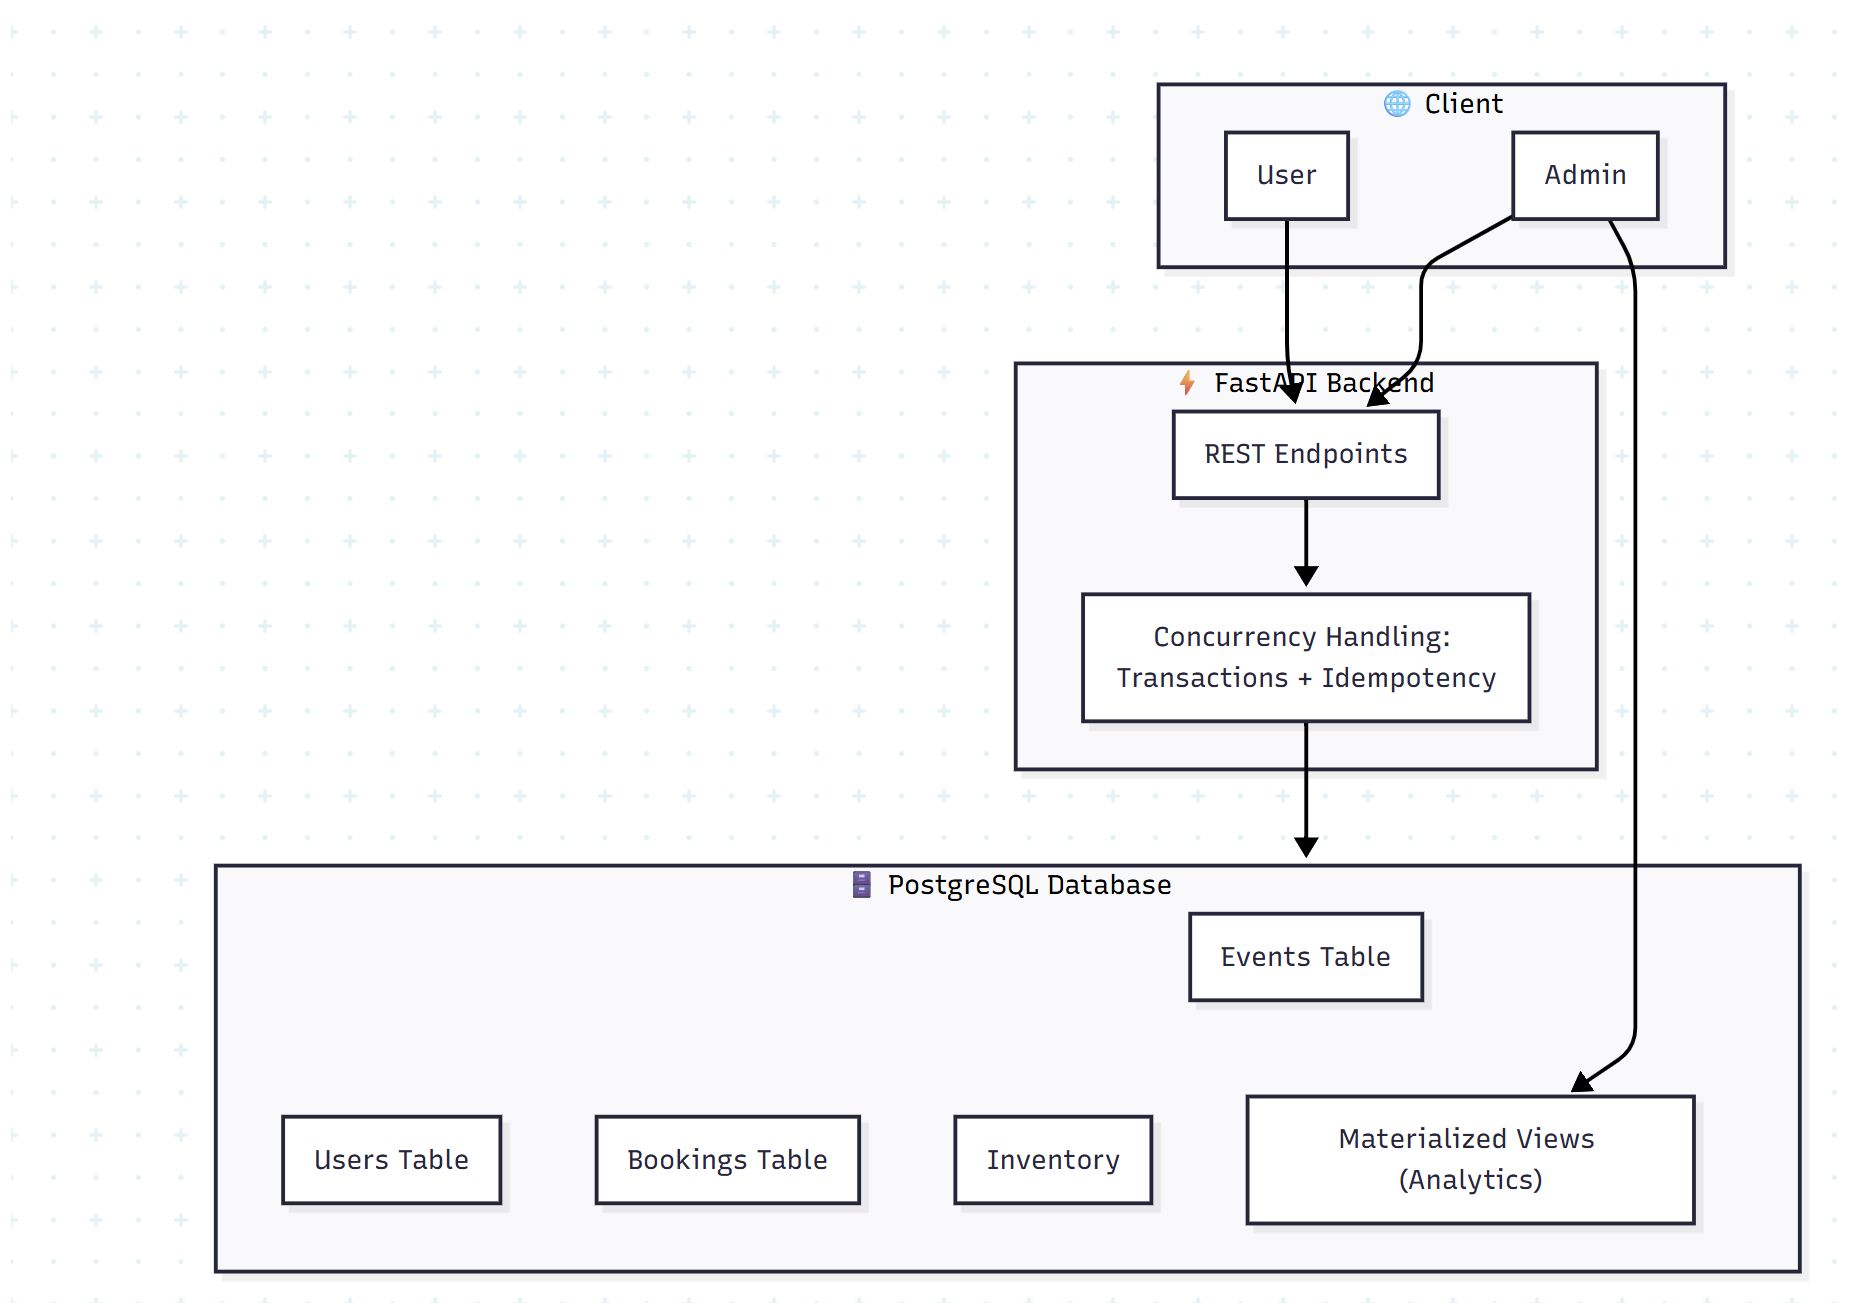 🌐 Client
User
Admin
⚡ FastAPI Backend
REST Endpoints
Concurrency Handling:
Transactions + Idempotency
🗄️ PostgreSQL Database
Events Table
Users Table
Bookings Table
Inventory
Materialized Views
(Analytics)